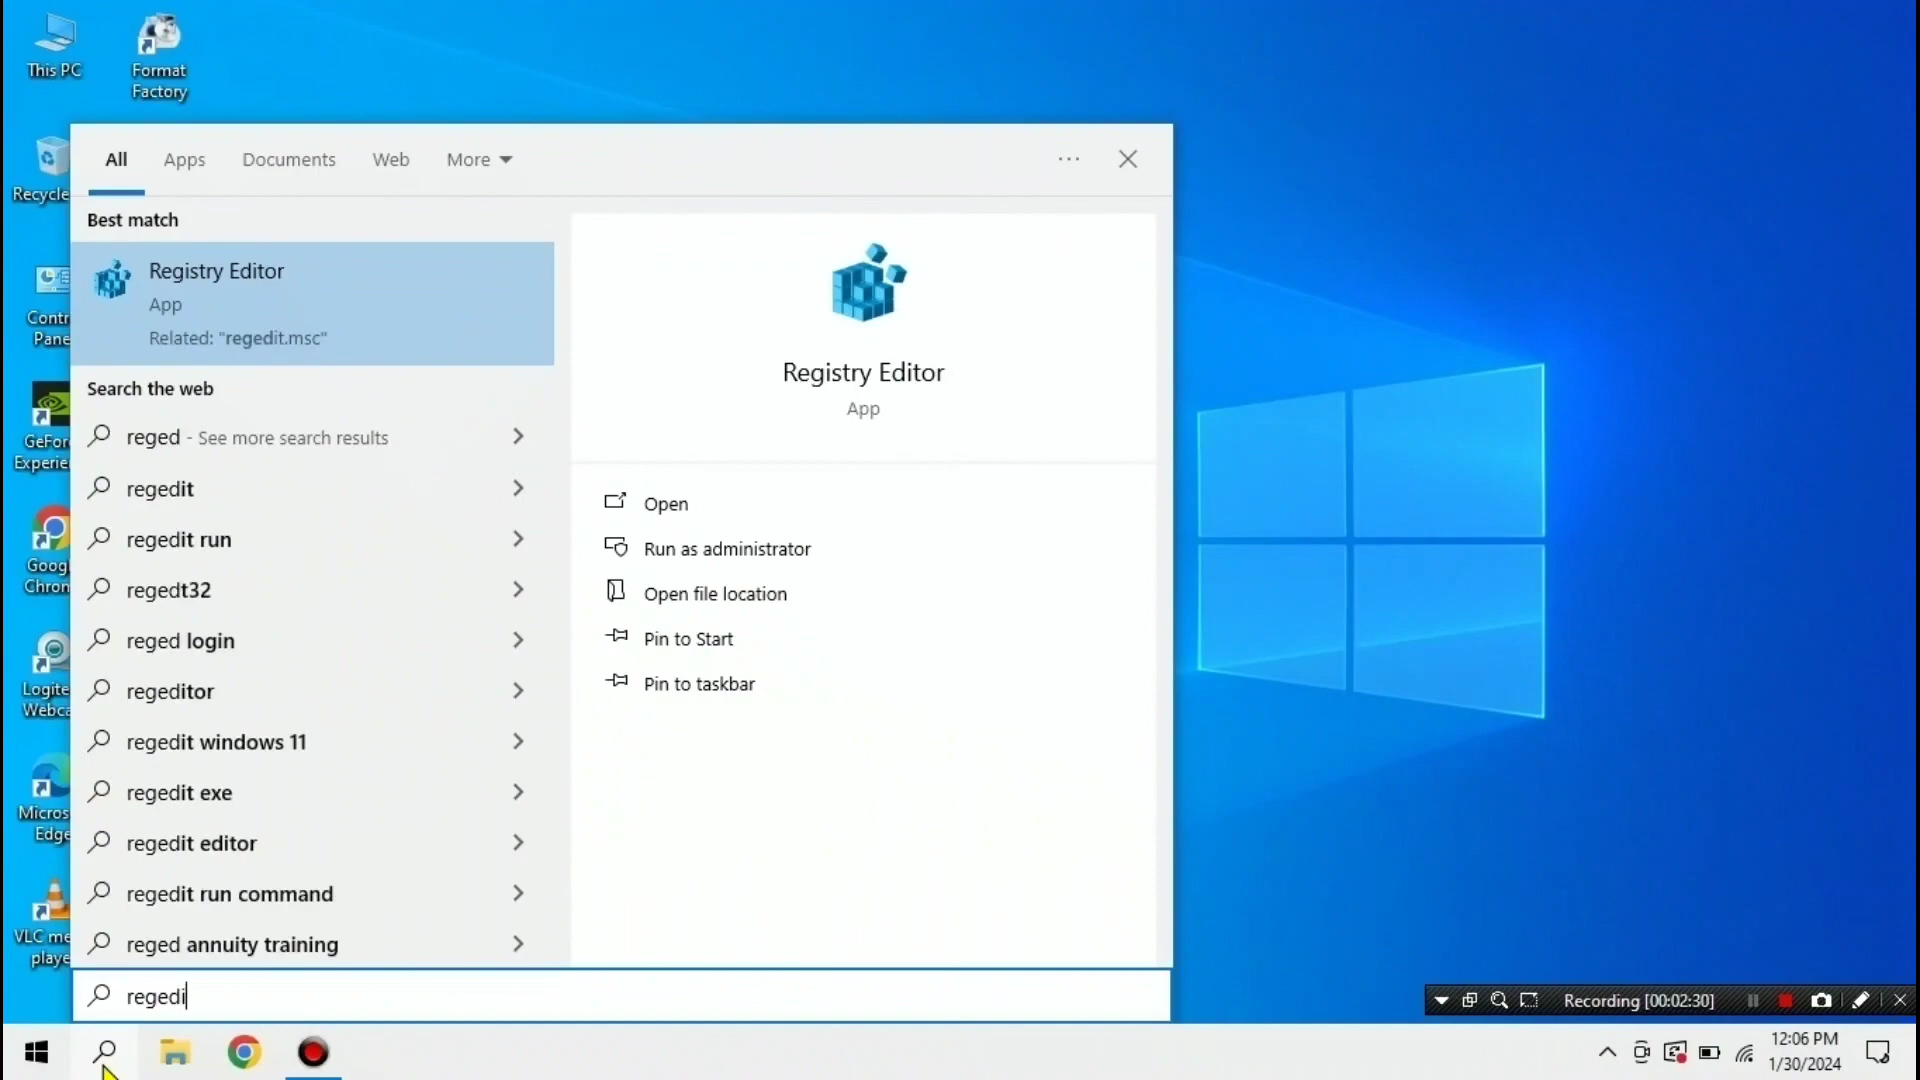 This PC
Format
Factory
Recycle
Contr
Pane
GeFor
Experie
Goog
Chron
Logite
Webca
Micros
Edge
VLC me
playe
All
Apps
Documents
Web
More
Best match
Registry Editor
App
Related: "regedit.msc"
Search the web
reged - See more search results
regedit
regedit run
regedt32
reged login
regeditor
regedit windows 11
regedit exe
regedit editor
regedit run command
reged annuity training
Registry Editor
App
Open
Run as administrator
Open file location
Pin to Start
Pin to taskbar
regedi
Recording [00:02:30]
12:06 PM
1/30/2024